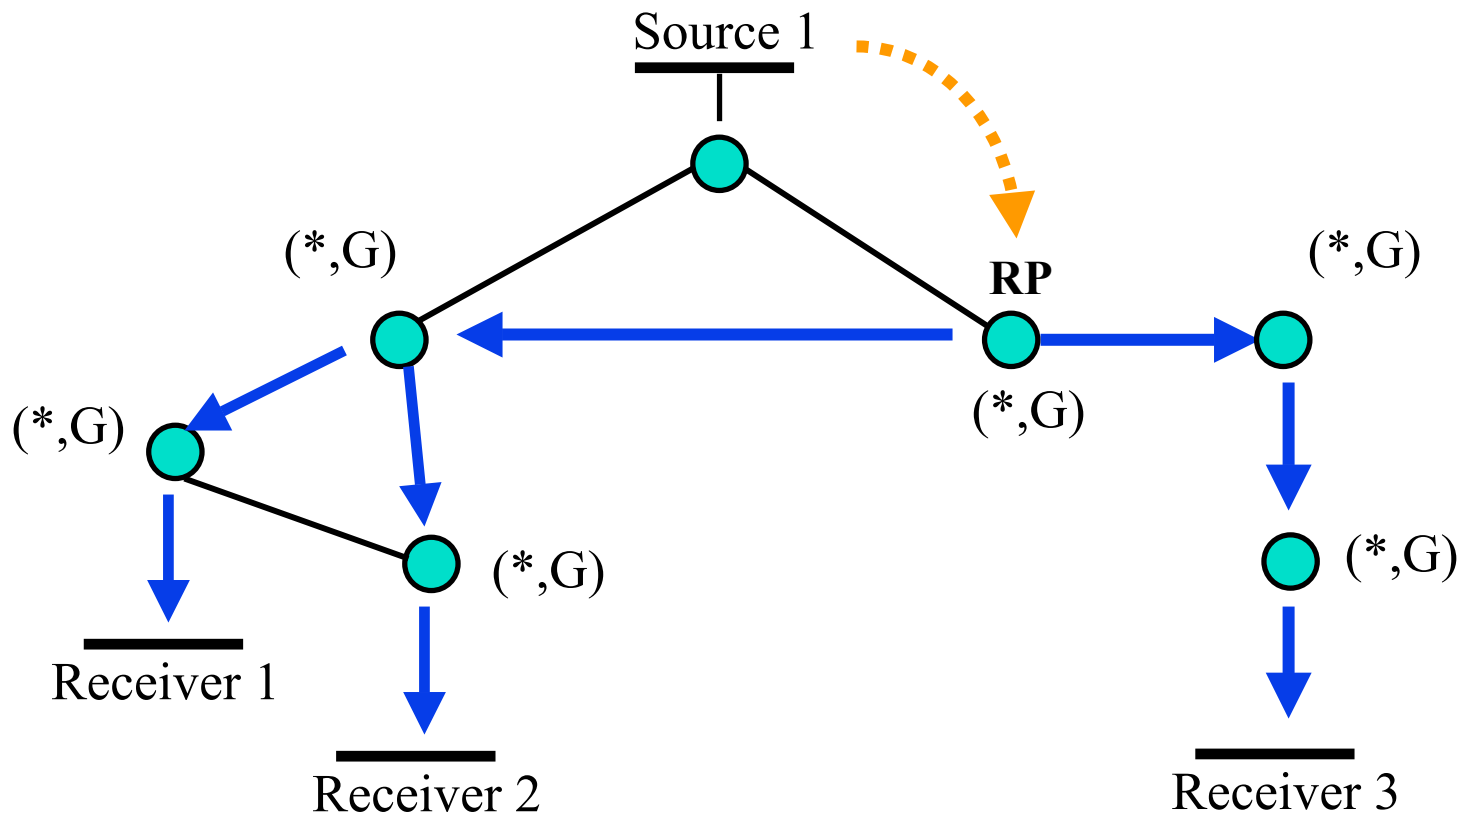 Source 1
(*,G)
(*,G)
RP
(*,G)
(*,G)
(*,G)
(*,G)
Receiver 1
Receiver 2
Receiver 3